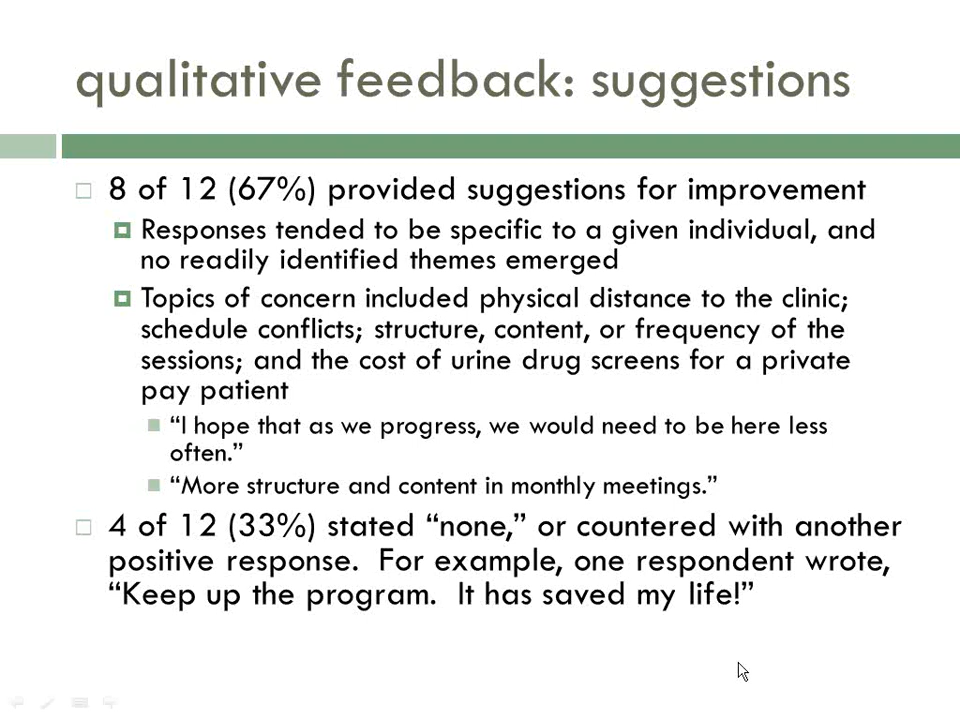 qualitative feedback: suggestions
8 of 12 (67%) provided suggestions for improvement
Responses tended to be specific to a given individual, and
no readily identified themes emerged
Topics of concern included physical distance to the clinic;
schedule conflicts; structure, content, or frequency of the
sessions; and the cost of urine drug screens for a private
pay patient
“I hope that as we progress, we would need to be here less
often.”
“More structure and content in monthly meetings.”
4 of 12 (33%) stated “none,” or countered with another
positive response.  For example, one respondent wrote,
“Keep up the program.  It has saved my life!”